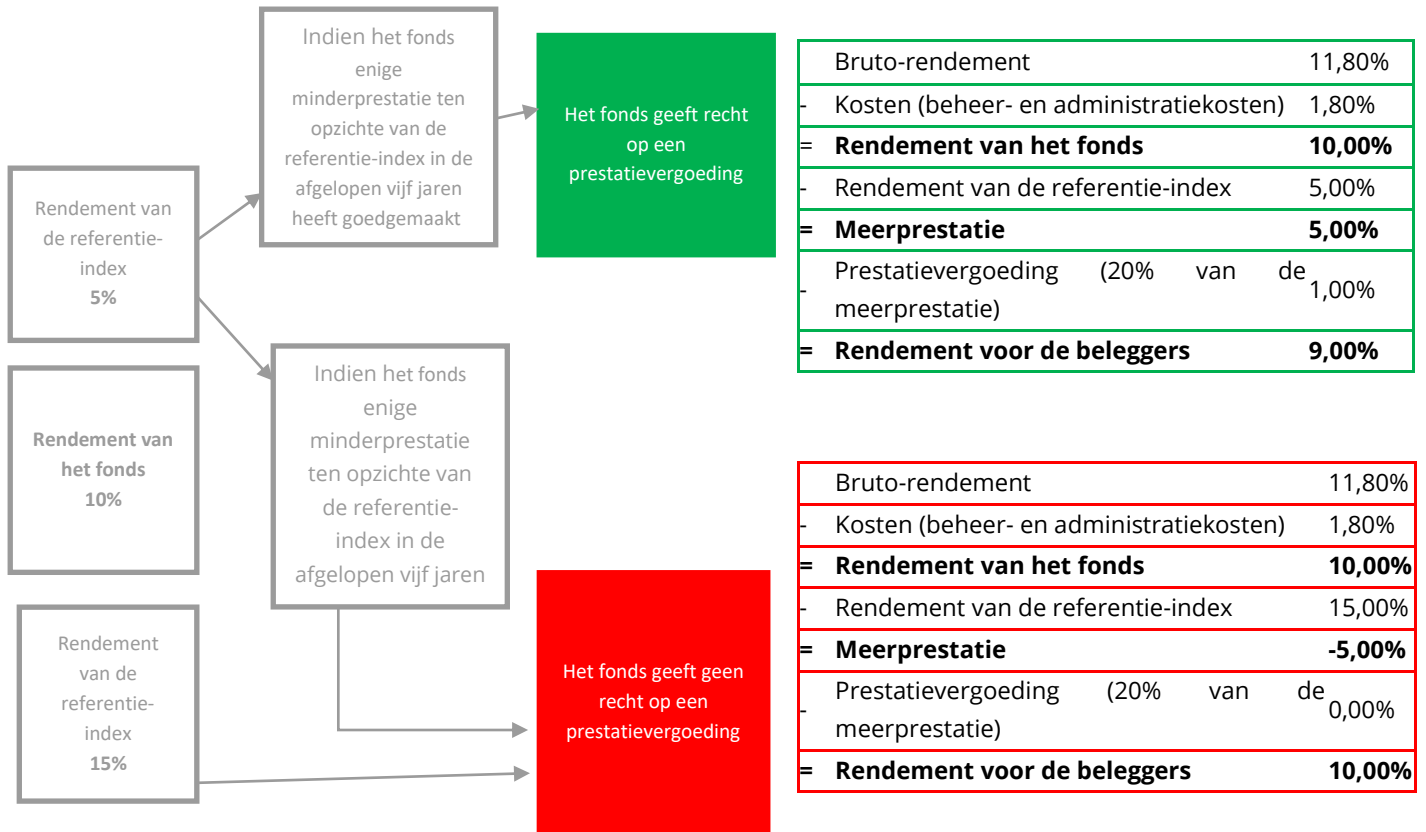 Indien het fonds
enige
minderprestatie ten
opzichte van de
referentie-index in de
afgelopen vijf jaren
heeft goedgemaakt
Het fonds geeft recht
op een
prestatievergoeding
Rendement van
de referentie-
index
5%
Rendement van
het fonds
10%
Rendement
van de
referentie-
index
15%
Indien het fonds
enige
minderprestatie
ten opzichte van
de referentie-
index in de
afgelopen vijf jaren
Het fonds geeft geen
recht op een
prestatievergoeding
Bruto-rendement 11,80%
- Kosten (beheer- en administratiekosten) 1,80%
= Rendement van het fonds 10,00%
- Rendement van de referentie-index 5,00%
= Meerprestatie 5,00%
- Prestatievergoeding (20% van de
meerprestatie) 1,00%
= Rendement voor de beleggers 9,00%
Bruto-rendement 11,80%
- Kosten (beheer- en administratiekosten) 1,80%
= Rendement van het fonds 10,00%
- Rendement van de referentie-index 15,00%
= Meerprestatie -5,00%
- Prestatievergoeding (20% van de
meerprestatie) 0,00%
= Rendement voor de beleggers 10,00%